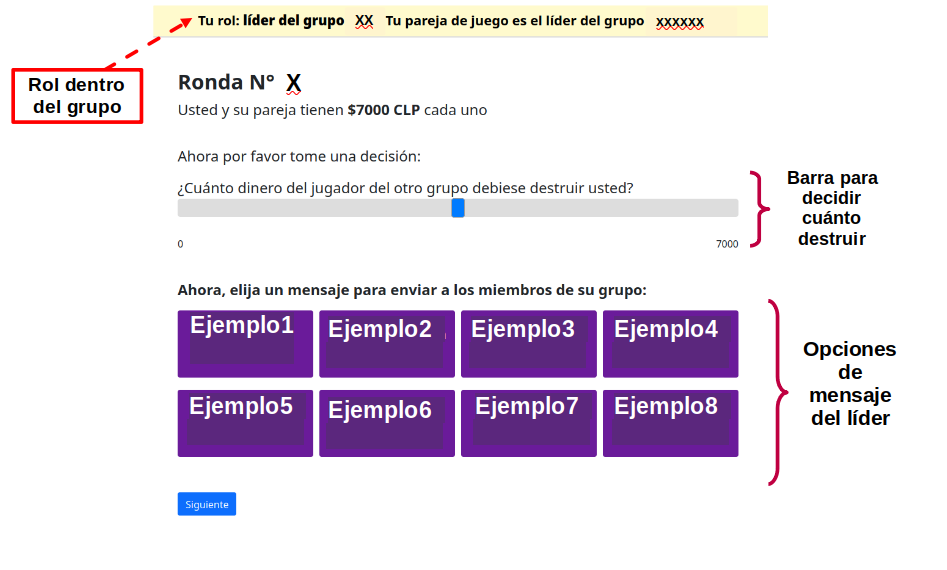 Tu rol: líder del grupo XX Tu pareja de juego es el líder del grupo xxxxxx
Rol dentro
del grupo
Ronda N° X
Usted y su pareja tienen $7000 CLP cada uno
Ahora por favor tome una decisión:
¿Cuánto dinero del jugador del otro grupo debiese destruir usted?
0 7000
Barra para
decidir
cuánto
destruir
Ahora, elija un mensaje para enviar a los miembros de su grupo:
Ejemplo1 Ejemplo2 Ejemplo3 Ejemplo4
Ejemplo5 Ejemplo6 Ejemplo7 Ejemplo8
Opciones
de
mensaje
del líder
Siguiente